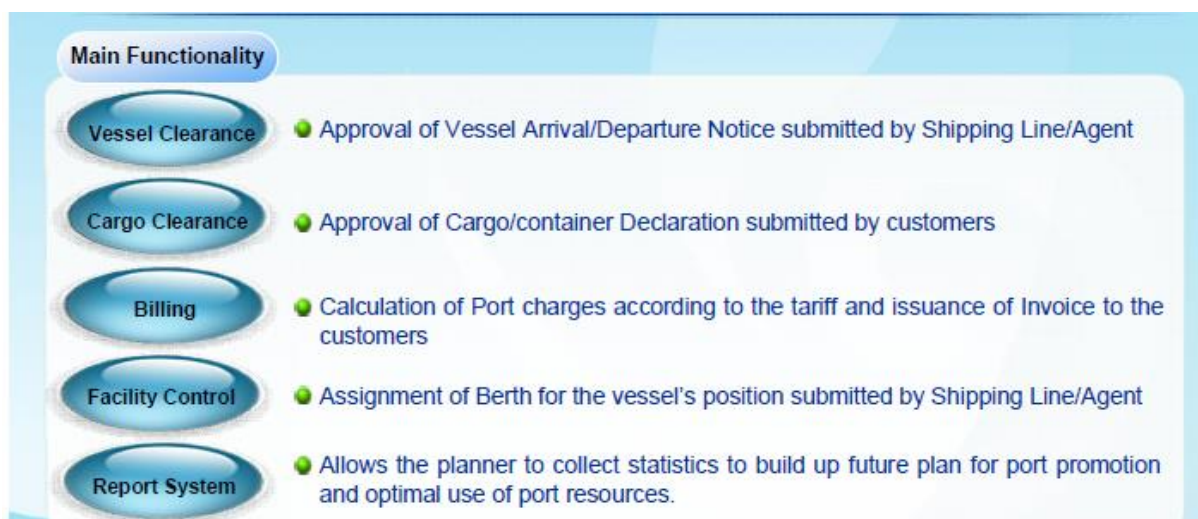 Main Functionality
Vessel Clearance
Approval of Vessel Arrival/Departure Notice submitted by Shipping Line/Agent
Cargo Clearance
Approval of Cargo/container Declaration submitted by customers
Billing
Calculation of Port charges according to the tariff and issuance of Invoice to the
customers
Facility Control
Assignment of Berth for the vessel's position submitted by Shipping Line/Agent
Report System
Allows the planner to collect statistics to build up future plan for port promotion
and optimal use of port resources.